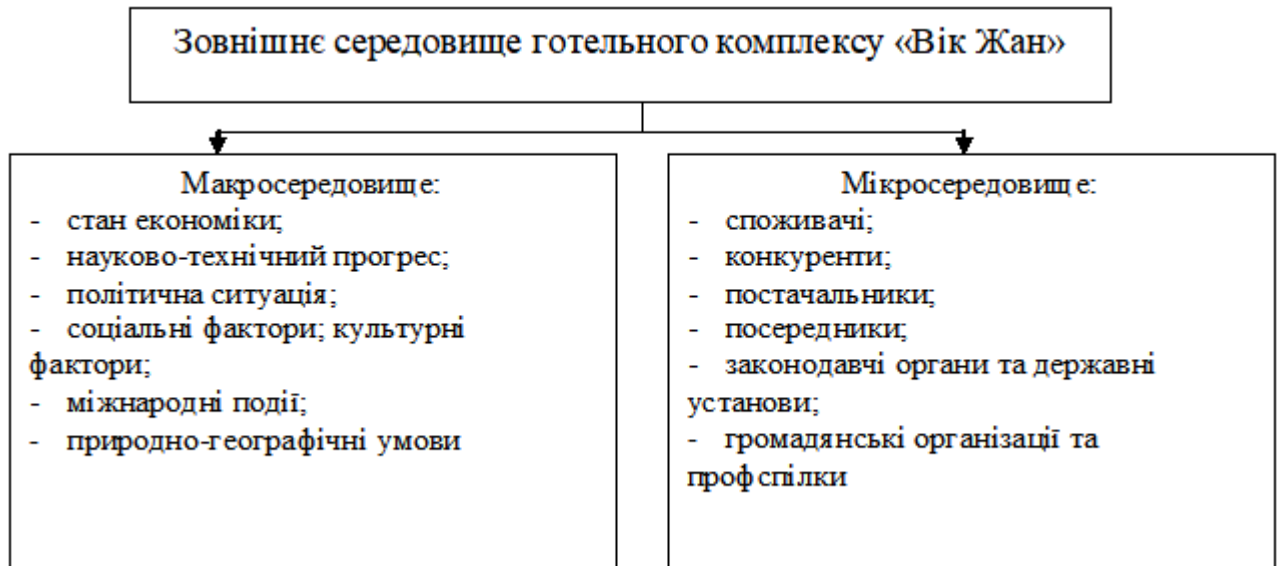 Зовнішнє середовище готельного комплексу «Вік Жан»
Макросередовище:
- стан економіки;
- науково-технічний прогрес;
- політична ситуація;
- соціальні фактори; культурні
фактори;
- міжнародні події;
- природно-географічні умови
Мікросередовище:
- споживачі;
- конкуренти;
- постачальники;
- посередники;
- законодавчі органи та державні
установи;
- громадянські організації та
профспілки